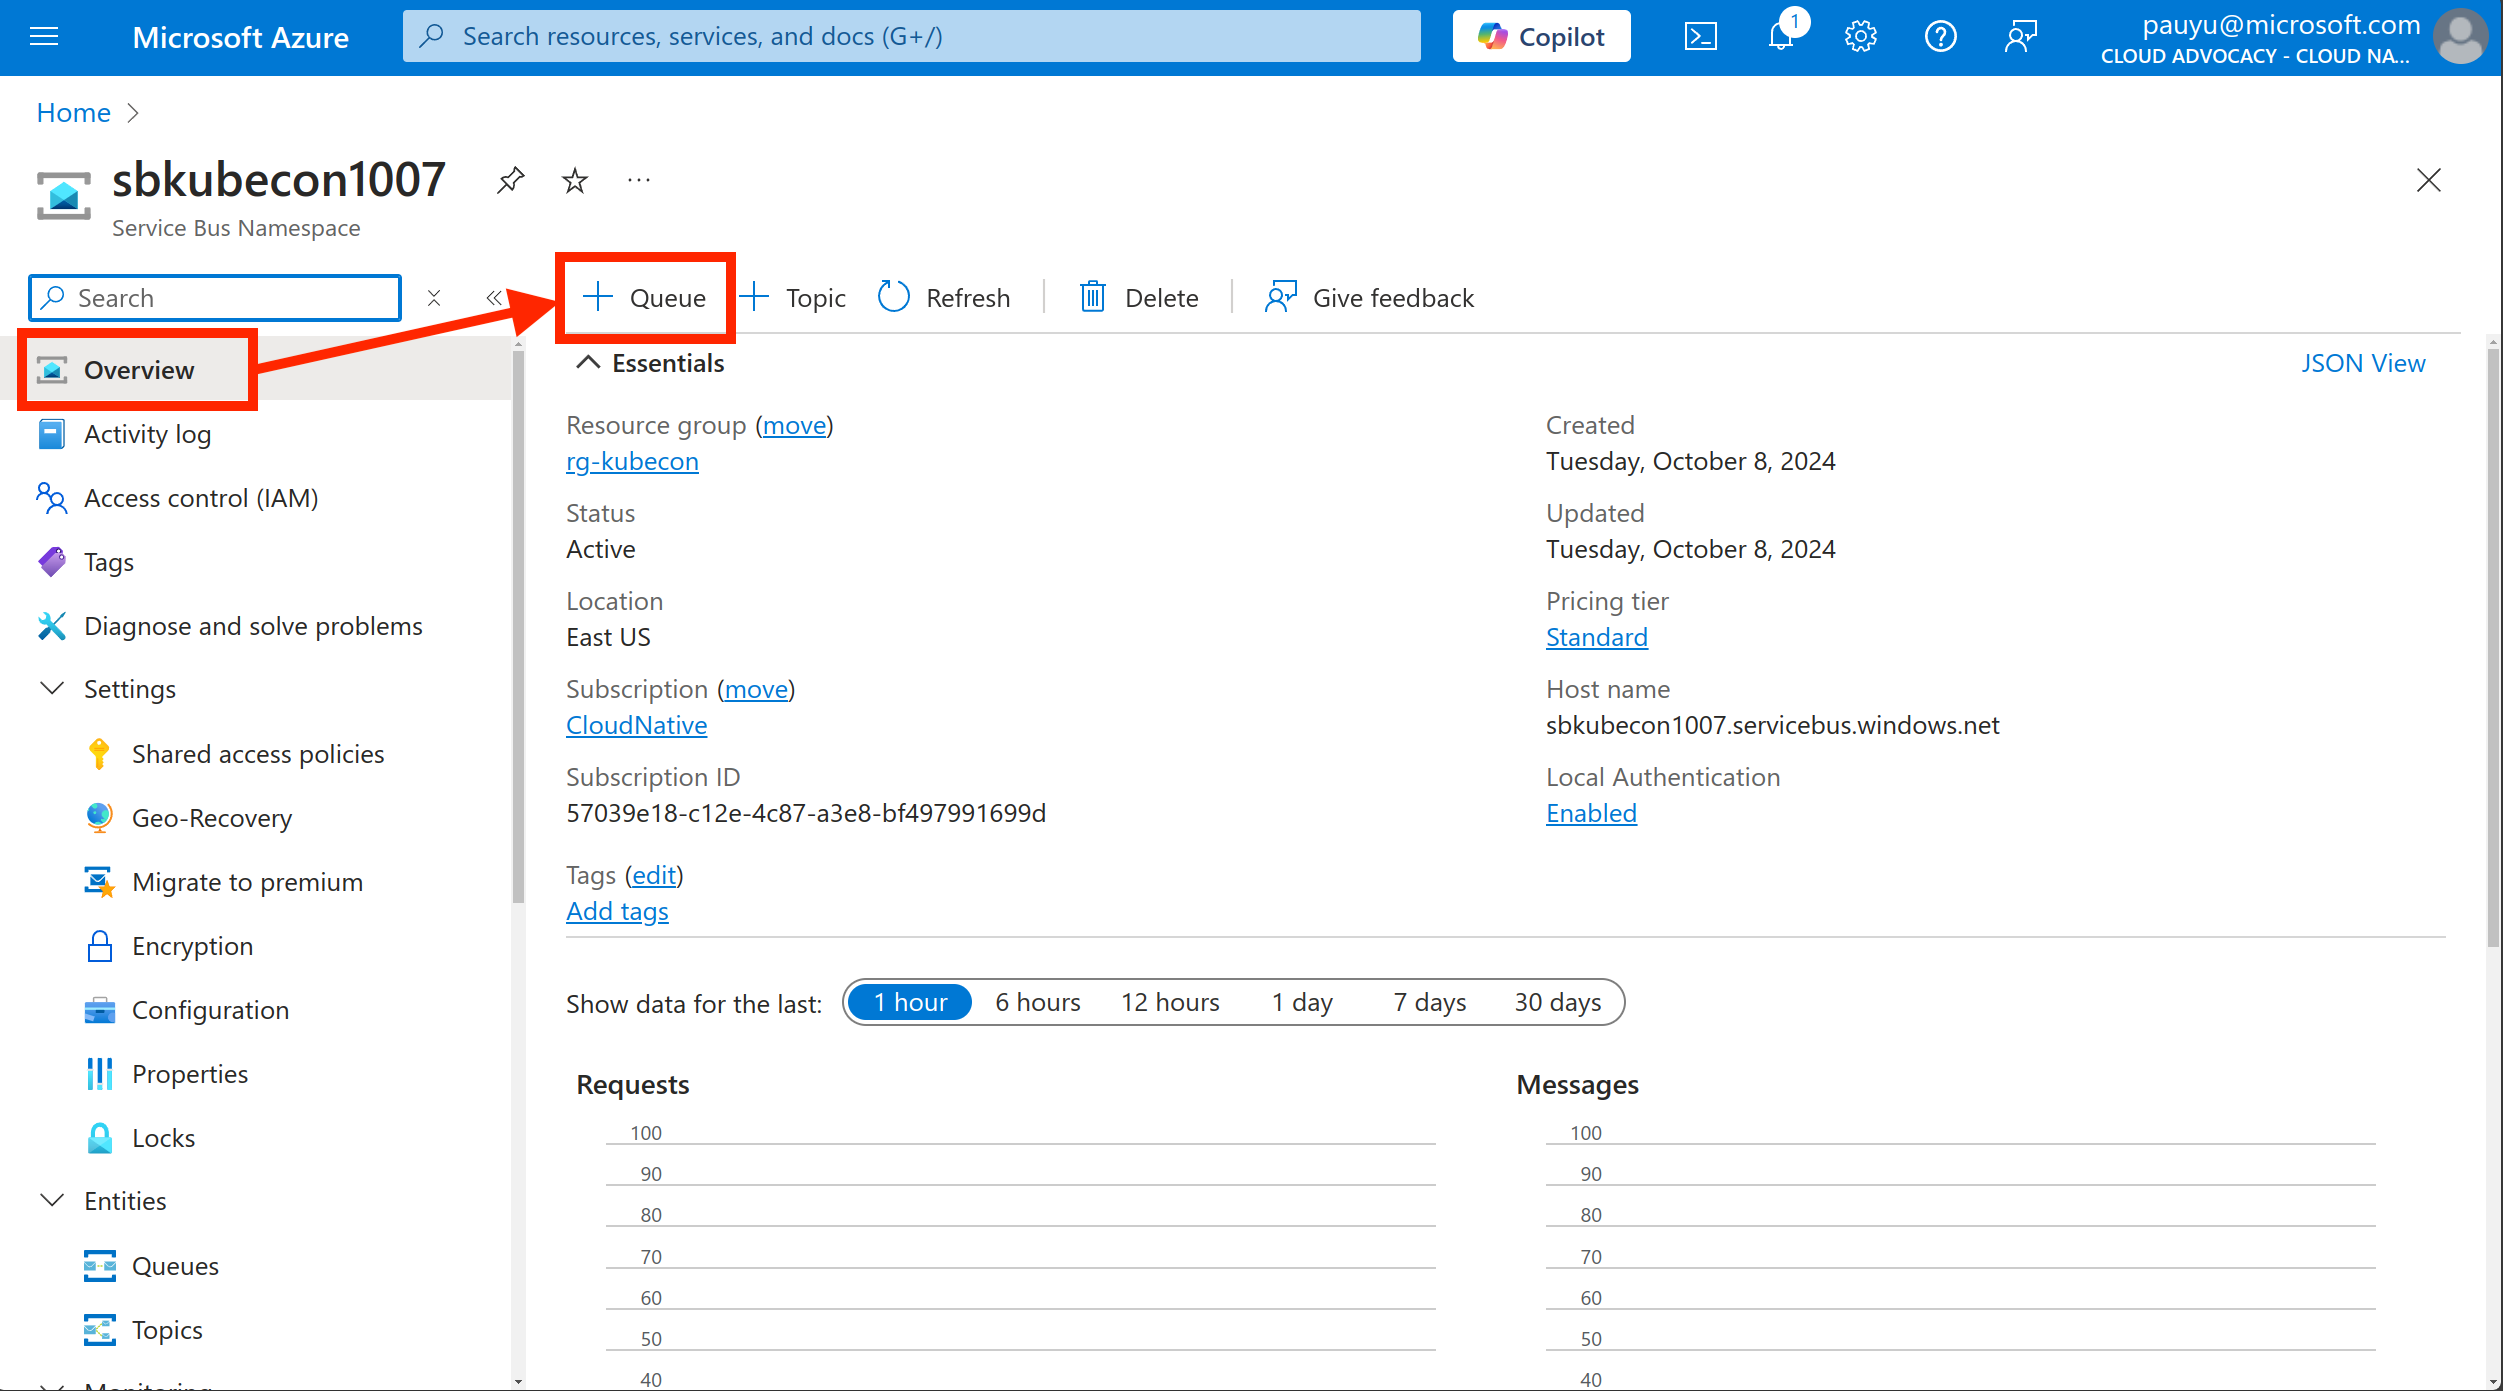 Microsoft Azure
Search resources, services, and docs (G+/)
Copilot
1
pauyu@microsoft.com
CLOUD ADVOCACY - CLOUD NA...
Home
sbkubecon1007
Service Bus Namespace
Search
Queue
Topic
Refresh
Delete
Give feedback
Overview
Activity log
Access control (IAM)
Tags
Diagnose and solve problems
Settings
Shared access policies
Geo-Recovery
Migrate to premium
Encryption
Configuration
Properties
Locks
Entities
Queues
Topics
Monitoring
Essentials
JSON View
Resource group (move)
rg-kubecon
Status
Active
Location
East US
Subscription (move)
CloudNative
Subscription ID
57039e18-c12e-4c87-a3e8-bf497991699d
Tags (edit)
Add tags
Created
Tuesday, October 8, 2024
Updated
Tuesday, October 8, 2024
Pricing tier
Standard
Host name
sbkubecon1007.servicebus.windows.net
Local Authentication
Enabled
Show data for the last:
1 hour
6 hours
12 hours
1 day
7 days
30 days
Requests
100
90
80
70
60
50
40
Messages
100
90
80
70
60
50
40